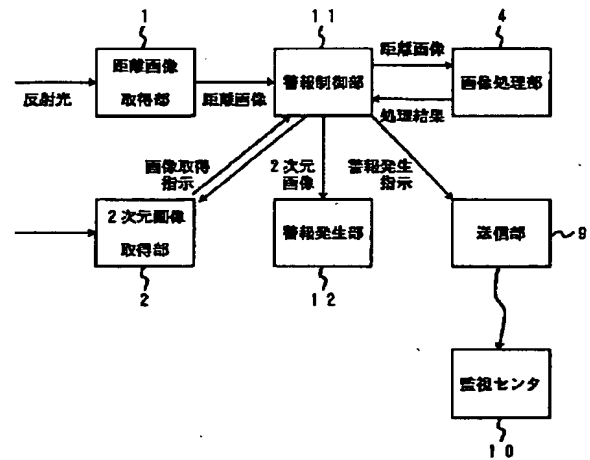 1
11
4
距離画像
取得部
警報制御部
距離画像
画像処理部
反射光
距離画像
処理結果
画像取得
指示
2次元
画像
警報発生
指示
2次元画像
取得部
警報発生部
送信部
9
2
12
監視センタ
10